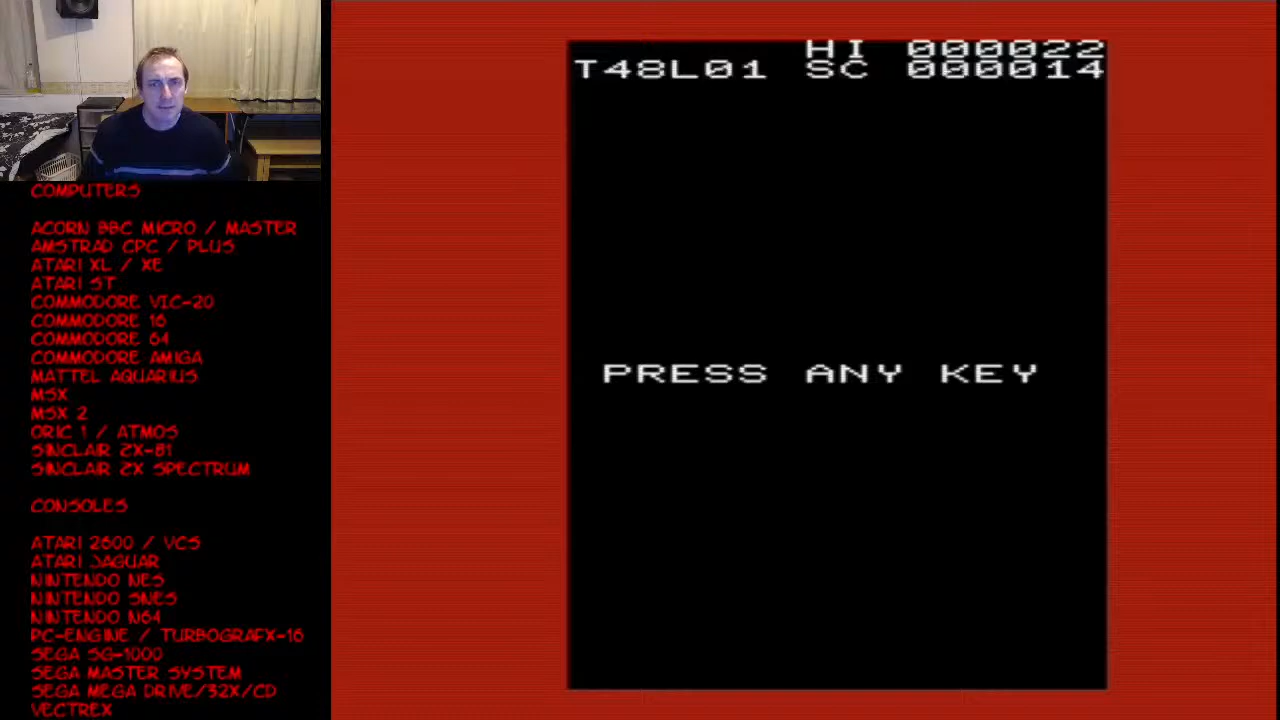 COMPUTERS
ACORN BBC MICRO / MASTER
AMSTRAD CPC / PLUS
ATARI XL / XE
ATARI ST
COMMODORE VIC-20
COMMODORE 16
COMMODORE 64
COMMODORE AMIGA
MATTEL AQUARIUS
MSX
MSX 2
ORIC 1 / ATMOS
SINCLAIR ZX-81
SINCLAIR ZX SPECTRUM
CONSOLES
ATARI 2600 / VCS
ATARI JAGUAR
NINTENDO NES
NINTENDO SNES
NINTENDO N64
PC-ENGINE / TURBOGRAFX-16
SEGA SG-1000
SEGA MASTER SYSTEM
SEGA MEGA DRIVE/32X/CD
VECTREX
HI 000022
T48L01 SC 000014
PRESS ANY KEY